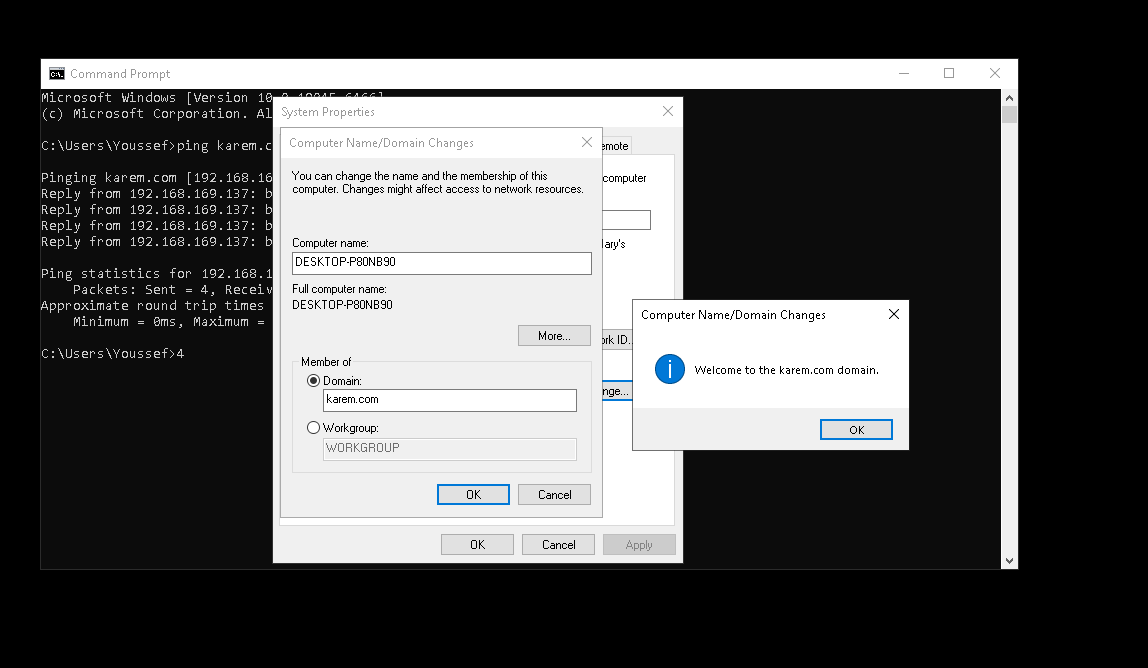 Command Prompt
Microsoft Windows [Version 10.0.19045.6466]
(c) Microsoft Corporation. Al
C:\Users\Youssef>ping karem.c
Pinging karem.com [192.168.16
Reply from 192.168.169.137: b
Reply from 192.168.169.137: b
Reply from 192.168.169.137: b
Reply from 192.168.169.137: b
Ping statistics for 192.168.1
Packets: Sent = 4, Receiv
Approximate round trip times
Minimum = 0ms, Maximum =
C:\Users\Youssef>4
System Properties
emote
computer
lary's
ork ID...
nge...
OK
Cancel
Apply
Computer Name/Domain Changes
You can change the name and the membership of this
computer. Changes might affect access to network resources.
Computer name:
DESKTOP-P80NB90
Full computer name:
DESKTOP-P80NB90
More...
Member of
Domain:
karem.com
Workgroup:
WORKGROUP
OK
Cancel
Computer Name/Domain Changes
Welcome to the karem.com domain.
OK